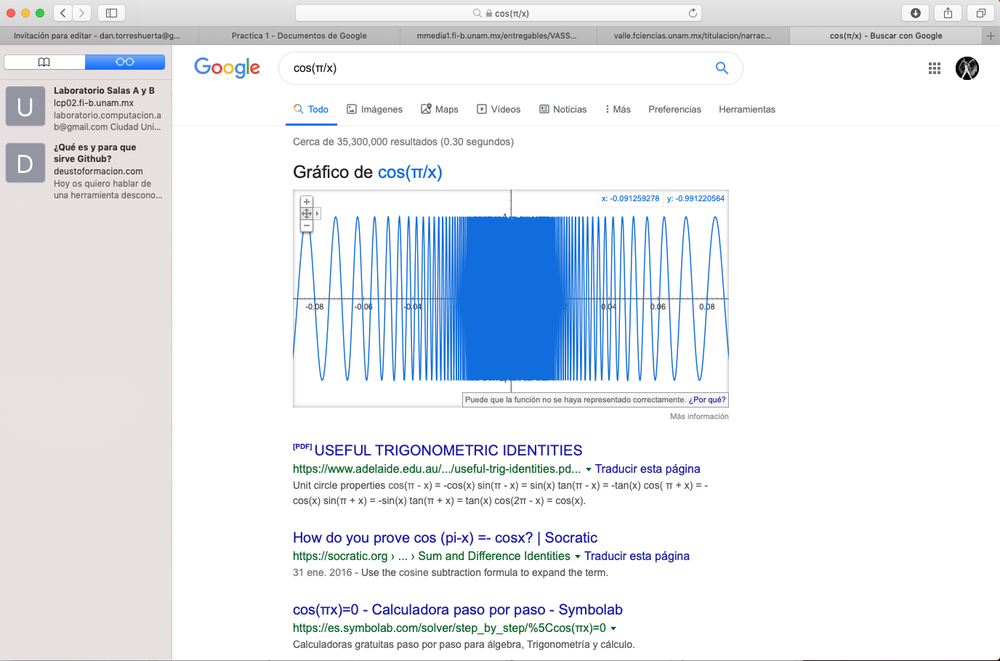 cos(π/x)
Invitación para editar - dan.torreshuerta@g...
Practica 1 - Documentos de Google
mmedia1.fi-b.unam.mx/entregables/VASS...
valle.fciencias.unam.mx/titulacion/narrac...
cos(π/x) - Buscar con Google
U
Laboratorio Salas A y B
lcp02.fi-b.unam.mx
laboratorio.computacion.a
b@gmail.com Ciudad Uni...
D
¿Qué es y para que
sirve Github?
deustoformacion.com
Hoy os quiero hablar de
una herramienta descono...
Google
cos(π/x)
Todo
Imágenes
Maps
Vídeos
Noticias
Más
Preferencias
Herramientas
Cerca de 35,300,000 resultados (0.30 segundos)
Gráfico de cos(π/x)
x: -0.091259278 y: -0.991220564
-0.08 -0.06 -0.04 0.04 0.06 0.08
Puede que la función no se haya representado correctamente. ¿Por qué?
Más información
[PDF] USEFUL TRIGONOMETRIC IDENTITIES
https://www.adelaide.edu.au/.../useful-trig-identities.pd... Traducir esta página
Unit circle properties cos(π - x) = -cos(x) sin(π - x) = sin(x) tan(π - x) = -tan(x) cos( π + x) = -
cos(x) sin(π + x) = -sin(x) tan(π + x) = tan(x) cos(2π - x) = cos(x).
How do you prove cos (pi-x) =- cosx? | Socratic
https://socratic.org › ... › Sum and Difference Identities Traducir esta página
31 ene. 2016 - Use the cosine subtraction formula to expand the term.
cos(πx)=0 - Calculadora paso por paso - Symbolab
https://es.symbolab.com/solver/step_by_step/%5Ccos(πx)=0
Calculadoras gratuitas paso por paso para álgebra, Trigonometría y cálculo.